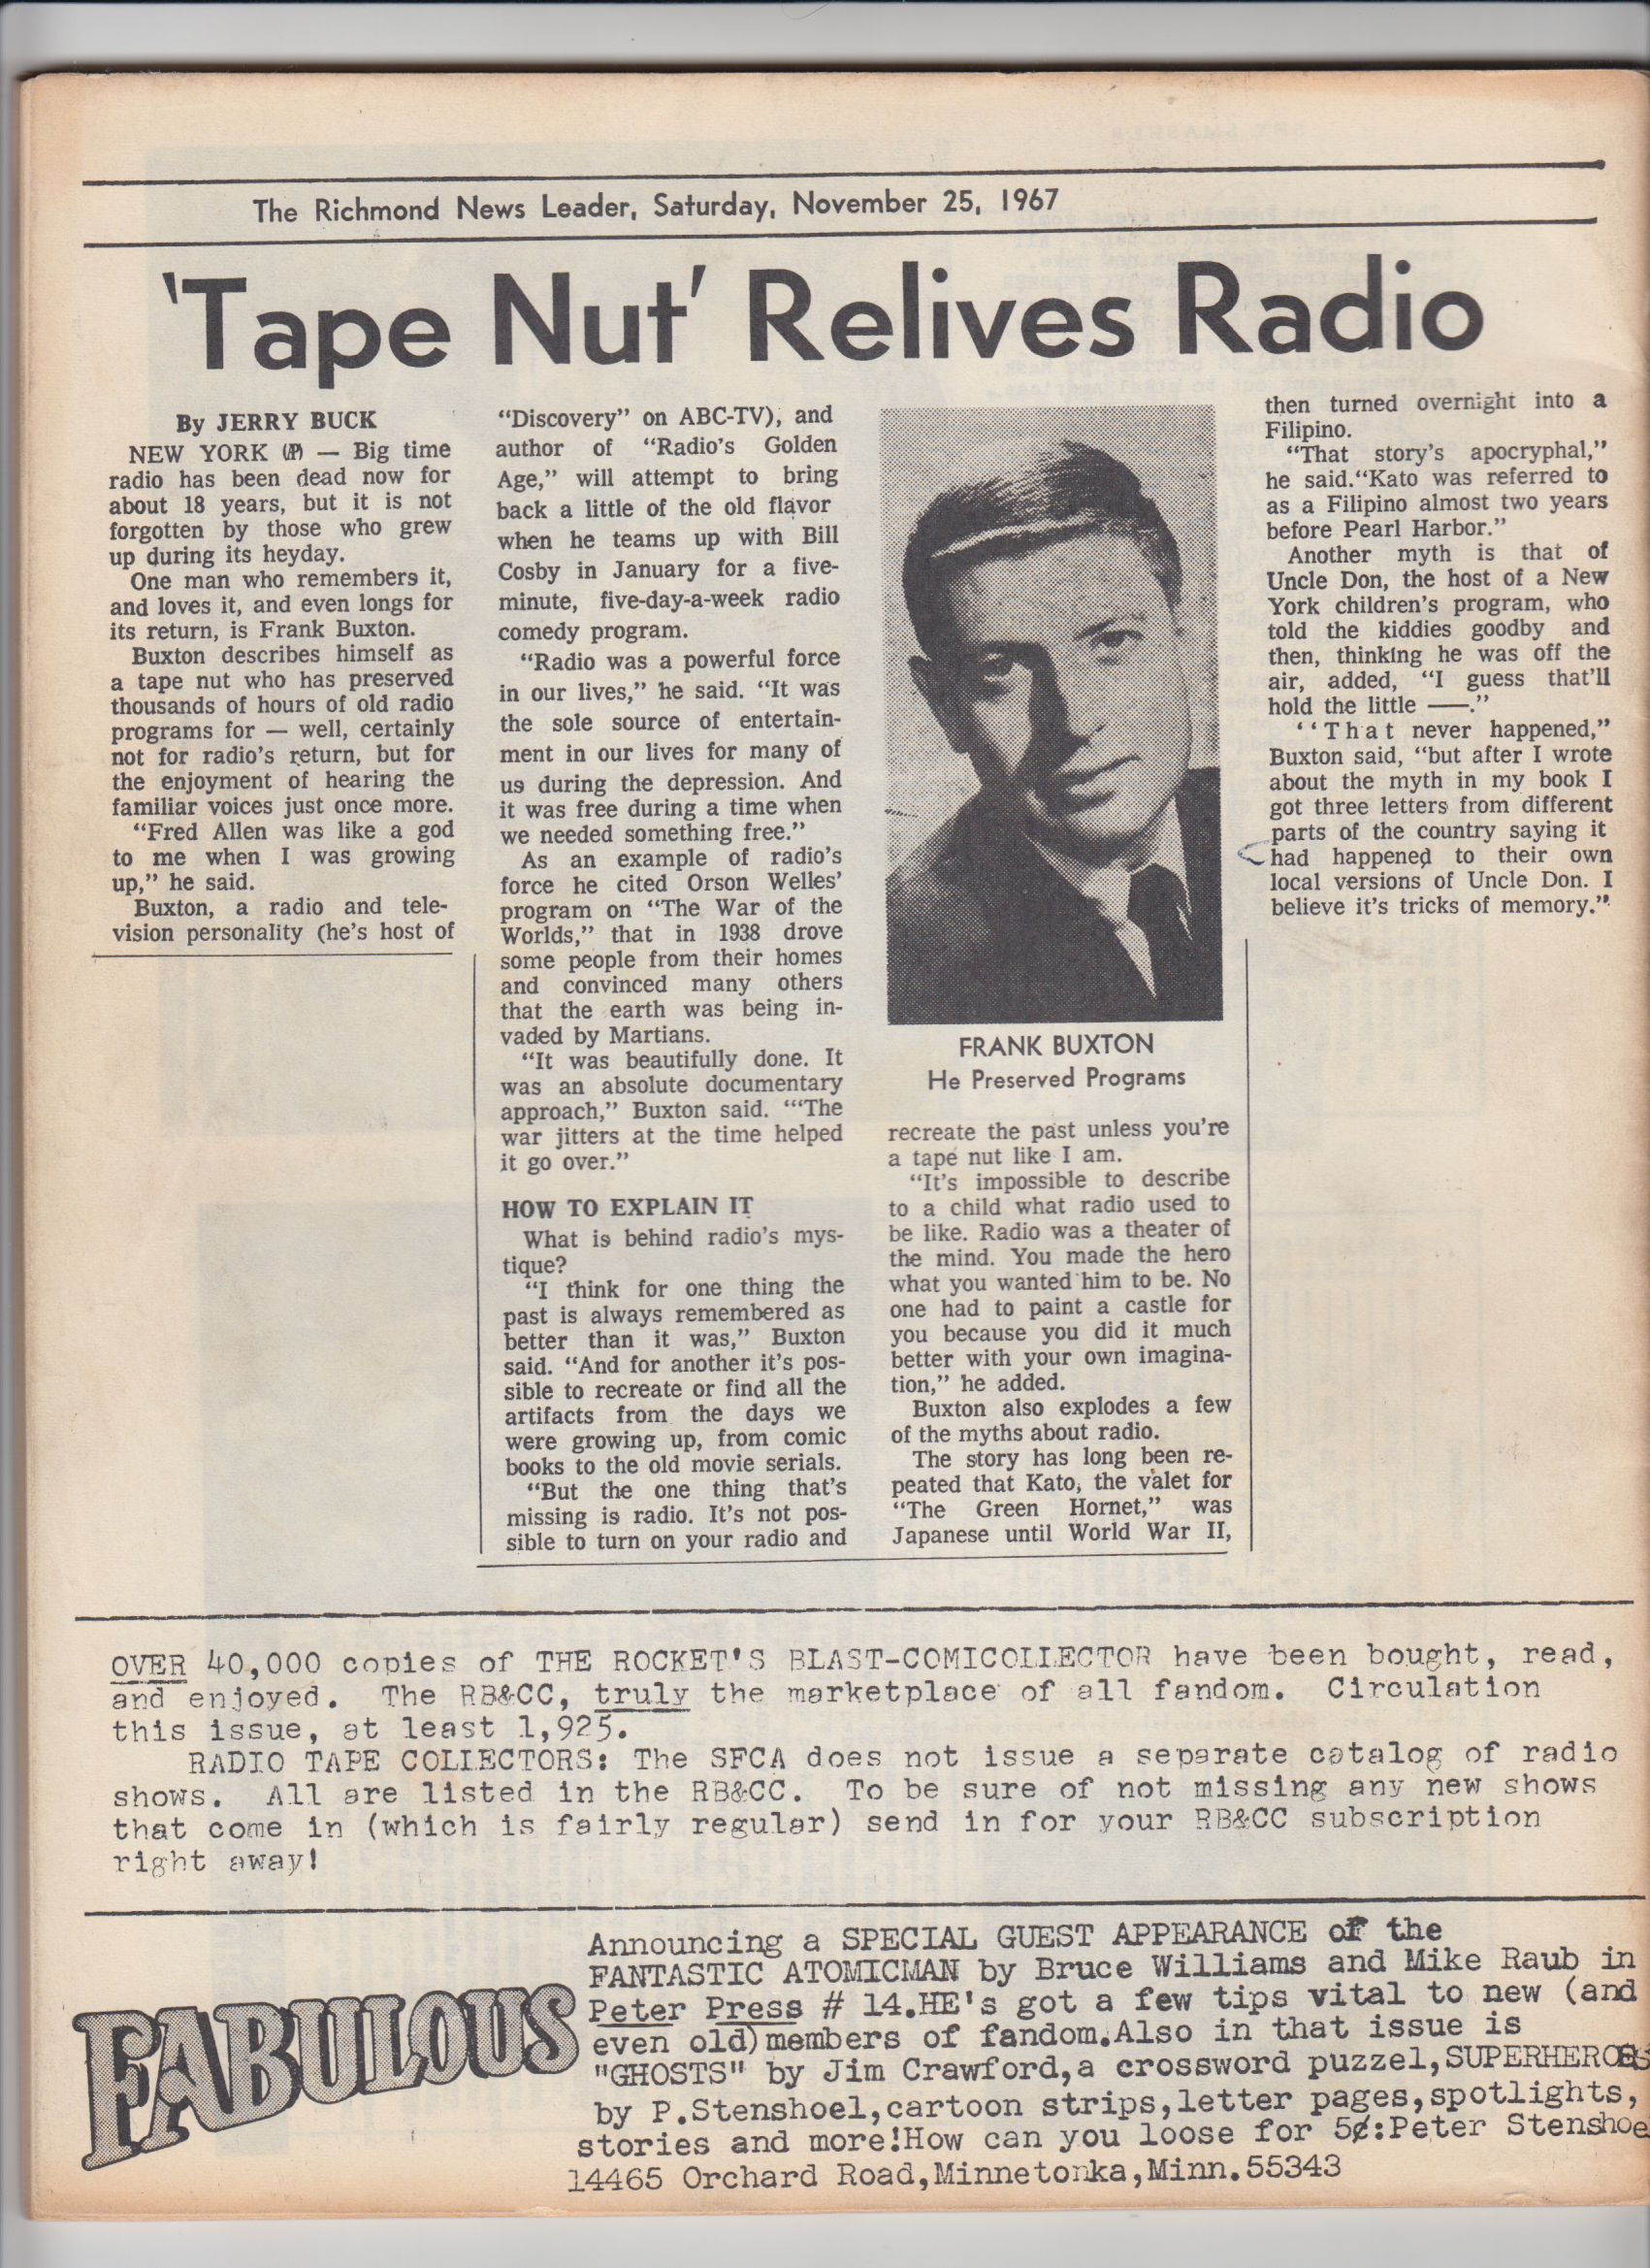 The Richmond News Leader, Saturday, November 25, 1967
'Tape Nut' Relives Radio
By JERRY BUCK
NEW YORK (AP) — Big time
radio has been dead now for
about 18 years, but it is not
forgotten by those who grew
up during its heyday.
One man who remembers it,
and loves it, and even longs for
its return, is Frank Buxton.
Buxton describes himself as
a tape nut who has preserved
thousands of hours of old radio
programs for — well, certainly
not for radio's return, but for
the enjoyment of hearing the
familiar voices just once more.
"Fred Allen was like a god
to me when I was growing
up," he said.
Buxton, a radio and tele-
vision personality (he's host of
"Discovery" on ABC-TV), and
author of "Radio's Golden
Age," will attempt to bring
back a little of the old flavor
when he teams up with Bill
Cosby in January for a five-
minute, five-day-a-week radio
comedy program.
"Radio was a powerful force
in our lives," he said. "It was
the sole source of entertain-
ment in our lives for many of
us during the depression. And
it was free during a time when
we needed something free."
As an example of radio's
force he cited Orson Welles'
program on "The War of the
Worlds," that in 1938 drove
some people from their homes
and convinced many others
that the earth was being in-
vaded by Martians.
"It was beautifully done. It
was an absolute documentary
approach," Buxton said. "'The
war jitters at the time helped
it go over."
HOW TO EXPLAIN IT
What is behind radio's mys-
tique?
"I think for one thing the
past is always remembered as
better than it was," Buxton
said. "And for another it's pos-
sible to recreate or find all the
artifacts from the days we
were growing up, from comic
books to the old movie serials.
"But the one thing that's
missing is radio. It's not pos-
sible to turn on your radio and
FRANK BUXTON
He Preserved Programs
recreate the past unless you're
a tape nut like I am.
"It's impossible to describe
to a child what radio used to
be like. Radio was a theater of
the mind. You made the hero
what you wanted him to be. No
one had to paint a castle for
you because you did it much
better with your own imagina-
tion," he added.
Buxton also explodes a few
of the myths about radio.
The story has long been re-
peated that Kato, the valet for
"The Green Hornet," was
Japanese until World War II,
then turned overnight into a
Filipino.
"That story's apocryphal,"
he said."Kato was referred to
as a Filipino almost two years
before Pearl Harbor."
Another myth is that of
Uncle Don, the host of a New
York children's program, who
told the kiddies goodby and
then, thinking he was off the
air, added, "I guess that'll
hold the little ——."
''That never happened,"
Buxton said, "but after I wrote
about the myth in my book I
got three letters from different
parts of the country saying it
had happened to their own
local versions of Uncle Don. I
believe it's tricks of memory."
OVER 40,000 copies of THE ROCKET'S BLAST-COMICOLLECTOR have been bought, read,
and enjoyed. The RB&CC, truly the marketplace of all fandom. Circulation
this issue, at least 1,925.
RADIO TAPE COLLECTORS: The SFCA does not issue a separate catalog of radio
shows. All are listed in the RB&CC. To be sure of not missing any new shows
that come in (which is fairly regular) send in for your RB&CC subscription
right away!
FABULOUS
Announcing a SPECIAL GUEST APPEARANCE of the
FANTASTIC ATOMICMAN by Bruce Williams and Mike Raub in
Peter Press # 14.HE's got a few tips vital to new (and
even old)members of fandom.Also in that issue is
"GHOSTS" by Jim Crawford,a crossword puzzel,SUPERHEROES
by P.Stenshoel,cartoon strips,letter pages,spotlights,
stories and more!How can you loose for 5¢:Peter Stenshoe
14465 Orchard Road,Minnetonka,Minn.55343